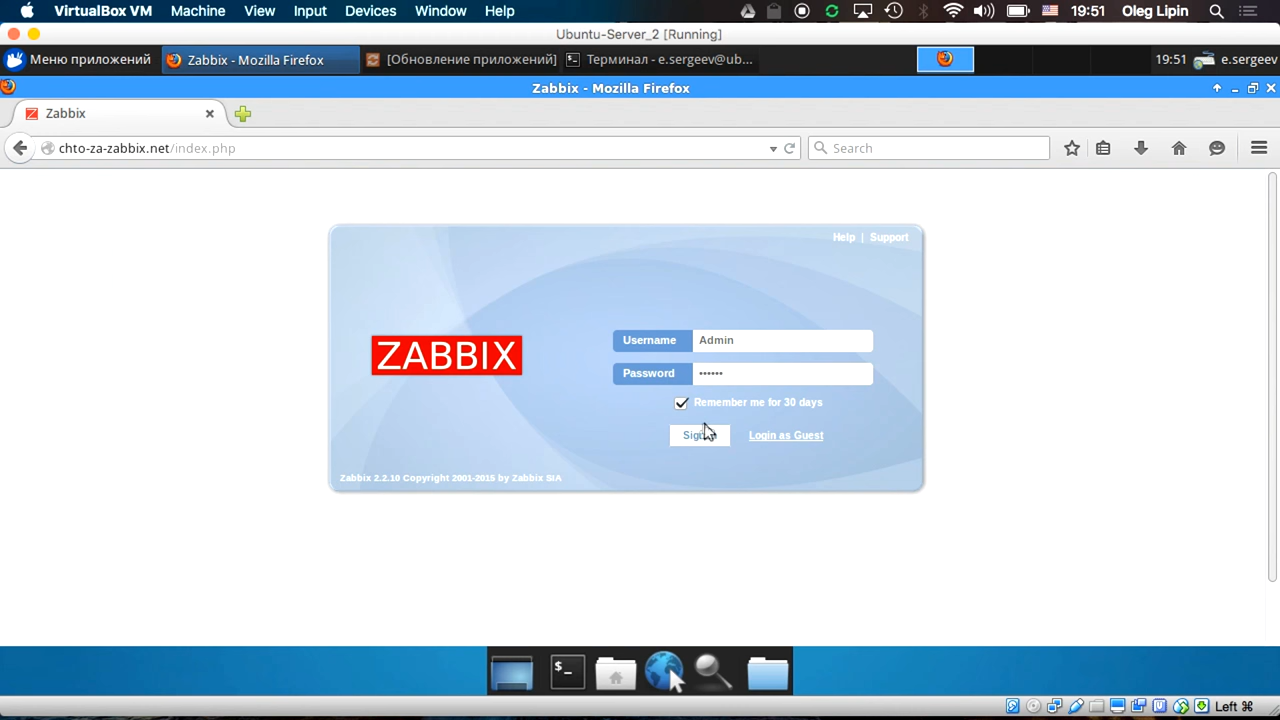 VirtualBox VM Machine View Input Devices Window Help 19:51 Oleg Lipin
Ubuntu-Server_2 [Running]
Меню приложений Zabbix - Mozilla Firefox [Обновление приложений] Терминал - e.sergeev@ub... 19:51 e.sergeev
Zabbix - Mozilla Firefox
Zabbix
chto-za-zabbix.net/index.php Search
Help | Support
ZABBIX
Username Admin
Password ••••••
Remember me for 30 days
Login as Guest
Zabbix 2.2.10 Copyright 2001-2015 by Zabbix SIA
Left ⌘